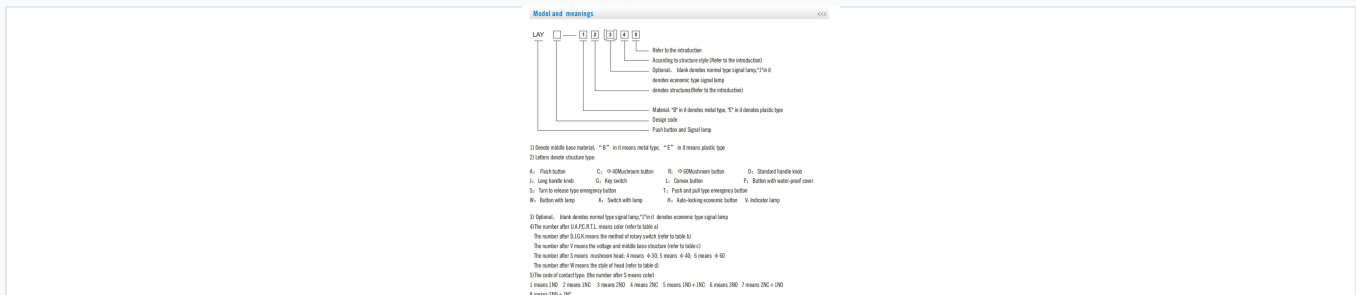 Model and meanings
<<<
LAY □ — 1 2 [3] 4 5
Refer to the introduction
According to structure style(Refer to the introduction)
Optional, blank denotes normal type signal lamp,"J"in it
denotes economic type signal lamp
denotes structures(Refer to the introduction)
Material: "B" in it denotes metal type, "E" in it denotes plastic type
Design code
Push button and Signal lamp
1) Denote middle base material, "B" in it means metal type, "E" in it means plastic type
2) Letters denote structure type:
A: Flush button C: Φ40Mushroom button R: Φ60Mushroom button D: Standard handle knob
J: Long handle knob G: Key switch L: Convex button P: Button with water-proof cover
S: Turn to release type emergency button T: Push and pull type emergency button
W: Button with lamp K: Switch with lamp H: Auto-locking economic button V: Indicator lamp
3) Optional, blank denotes normal type signal lamp,"J"in it denotes economic type signal lamp
4)The number after U.A.P.C.R.T.L. means color (refer to table a)
The number after D.J.G.K.means the method of rotary switch (refer to table b)
The number after V means the voltage and middle base structure (refer to table c)
The number after S means mushroom head; 4 means Φ30; 5 means Φ40; 6 means Φ60
The number after W means the style of head (refer to table d)
5)The code of contact type: (the number after S means color)
1 means 1NO 2 means 1NC 3 means 2NO 4 means 2NC 5 means 1NO+1NC 6 means 3NO 7 means 2NC+1NO
8 means 2NO+1NC